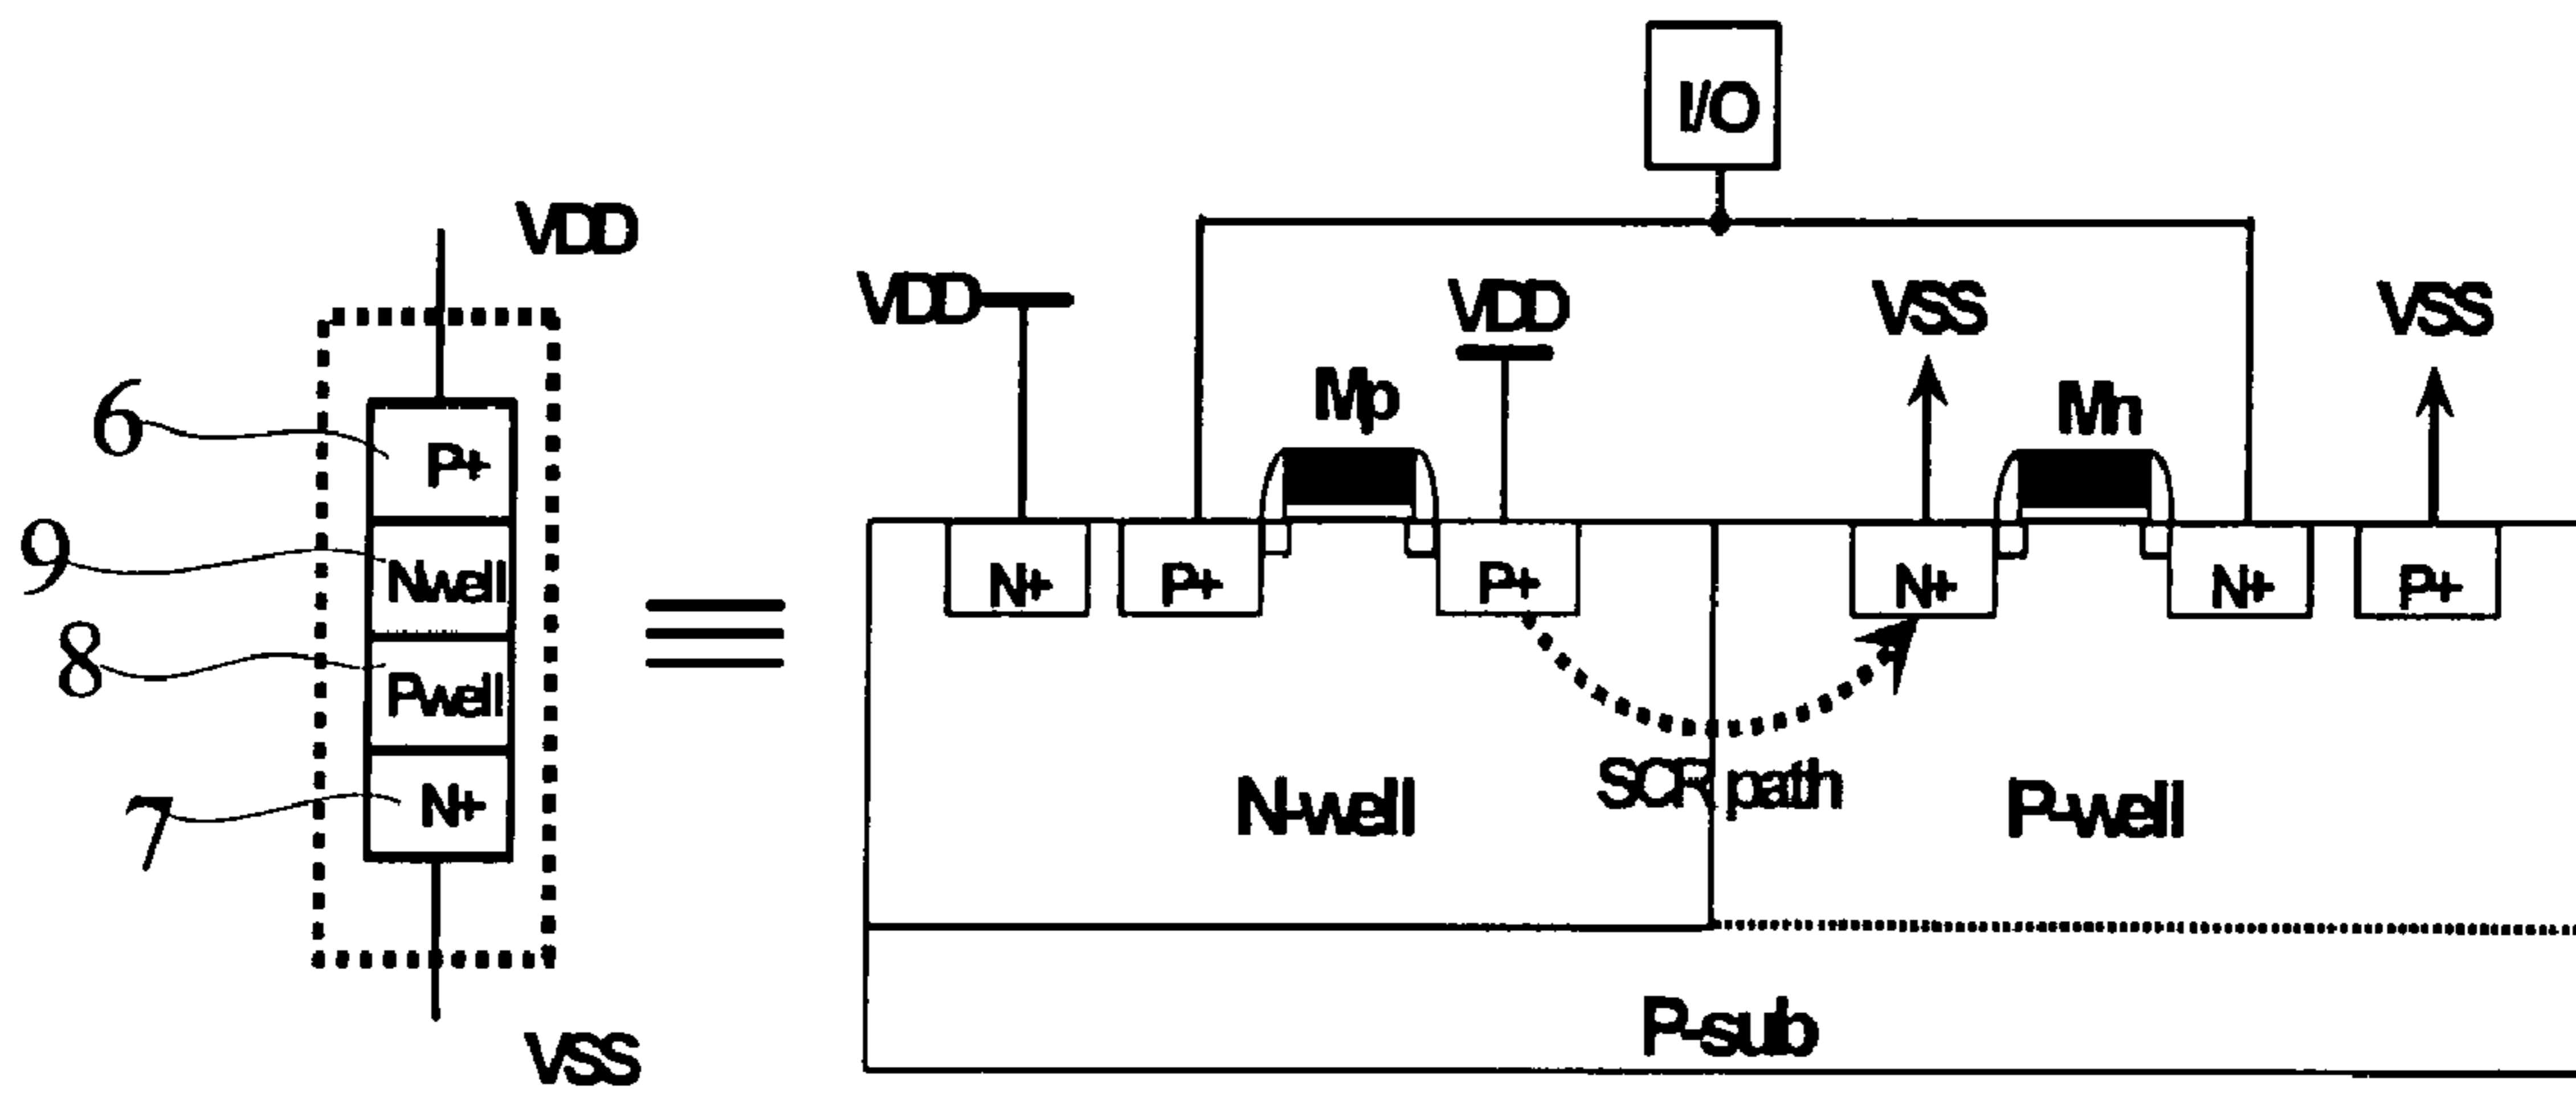 I/O
VDD
VDD
VDD
VSS
VSS
Mp
Mn
6
P+
9
Nwell
8
Pwell
7
N+
VSS
N+
P+
P+
N+
N+
P+
SCR path
N-well
P-well
P-sub